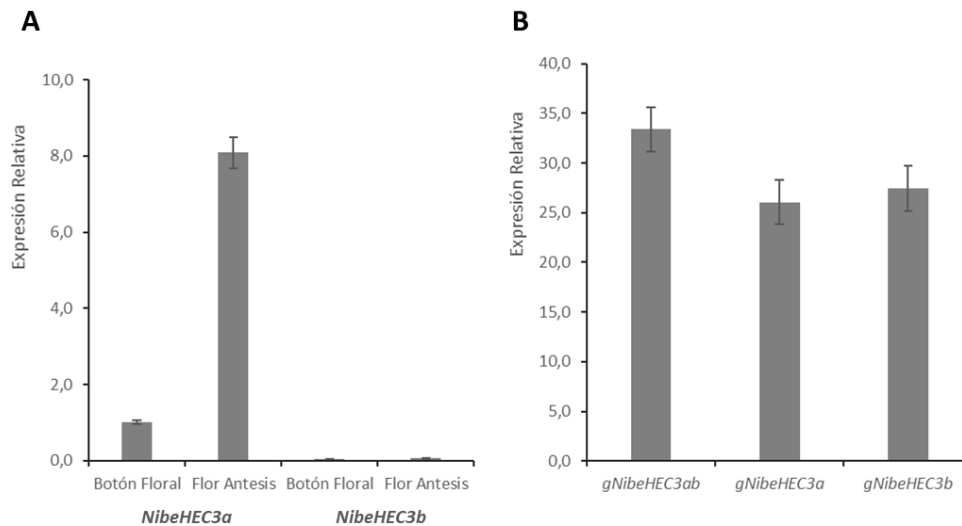 A
Expresión Relativa
10,0
8,0
6,0
4,0
2,0
0,0
Botón Floral Flor Antesis Botón Floral Flor Antesis
NibeHEC3a NibeHEC3b
B
Expresión Relativa
40,0
35,0
30,0
25,0
20,0
15,0
10,0
5,0
0,0
gNibeHEC3ab gNibeHEC3a gNibeHEC3b